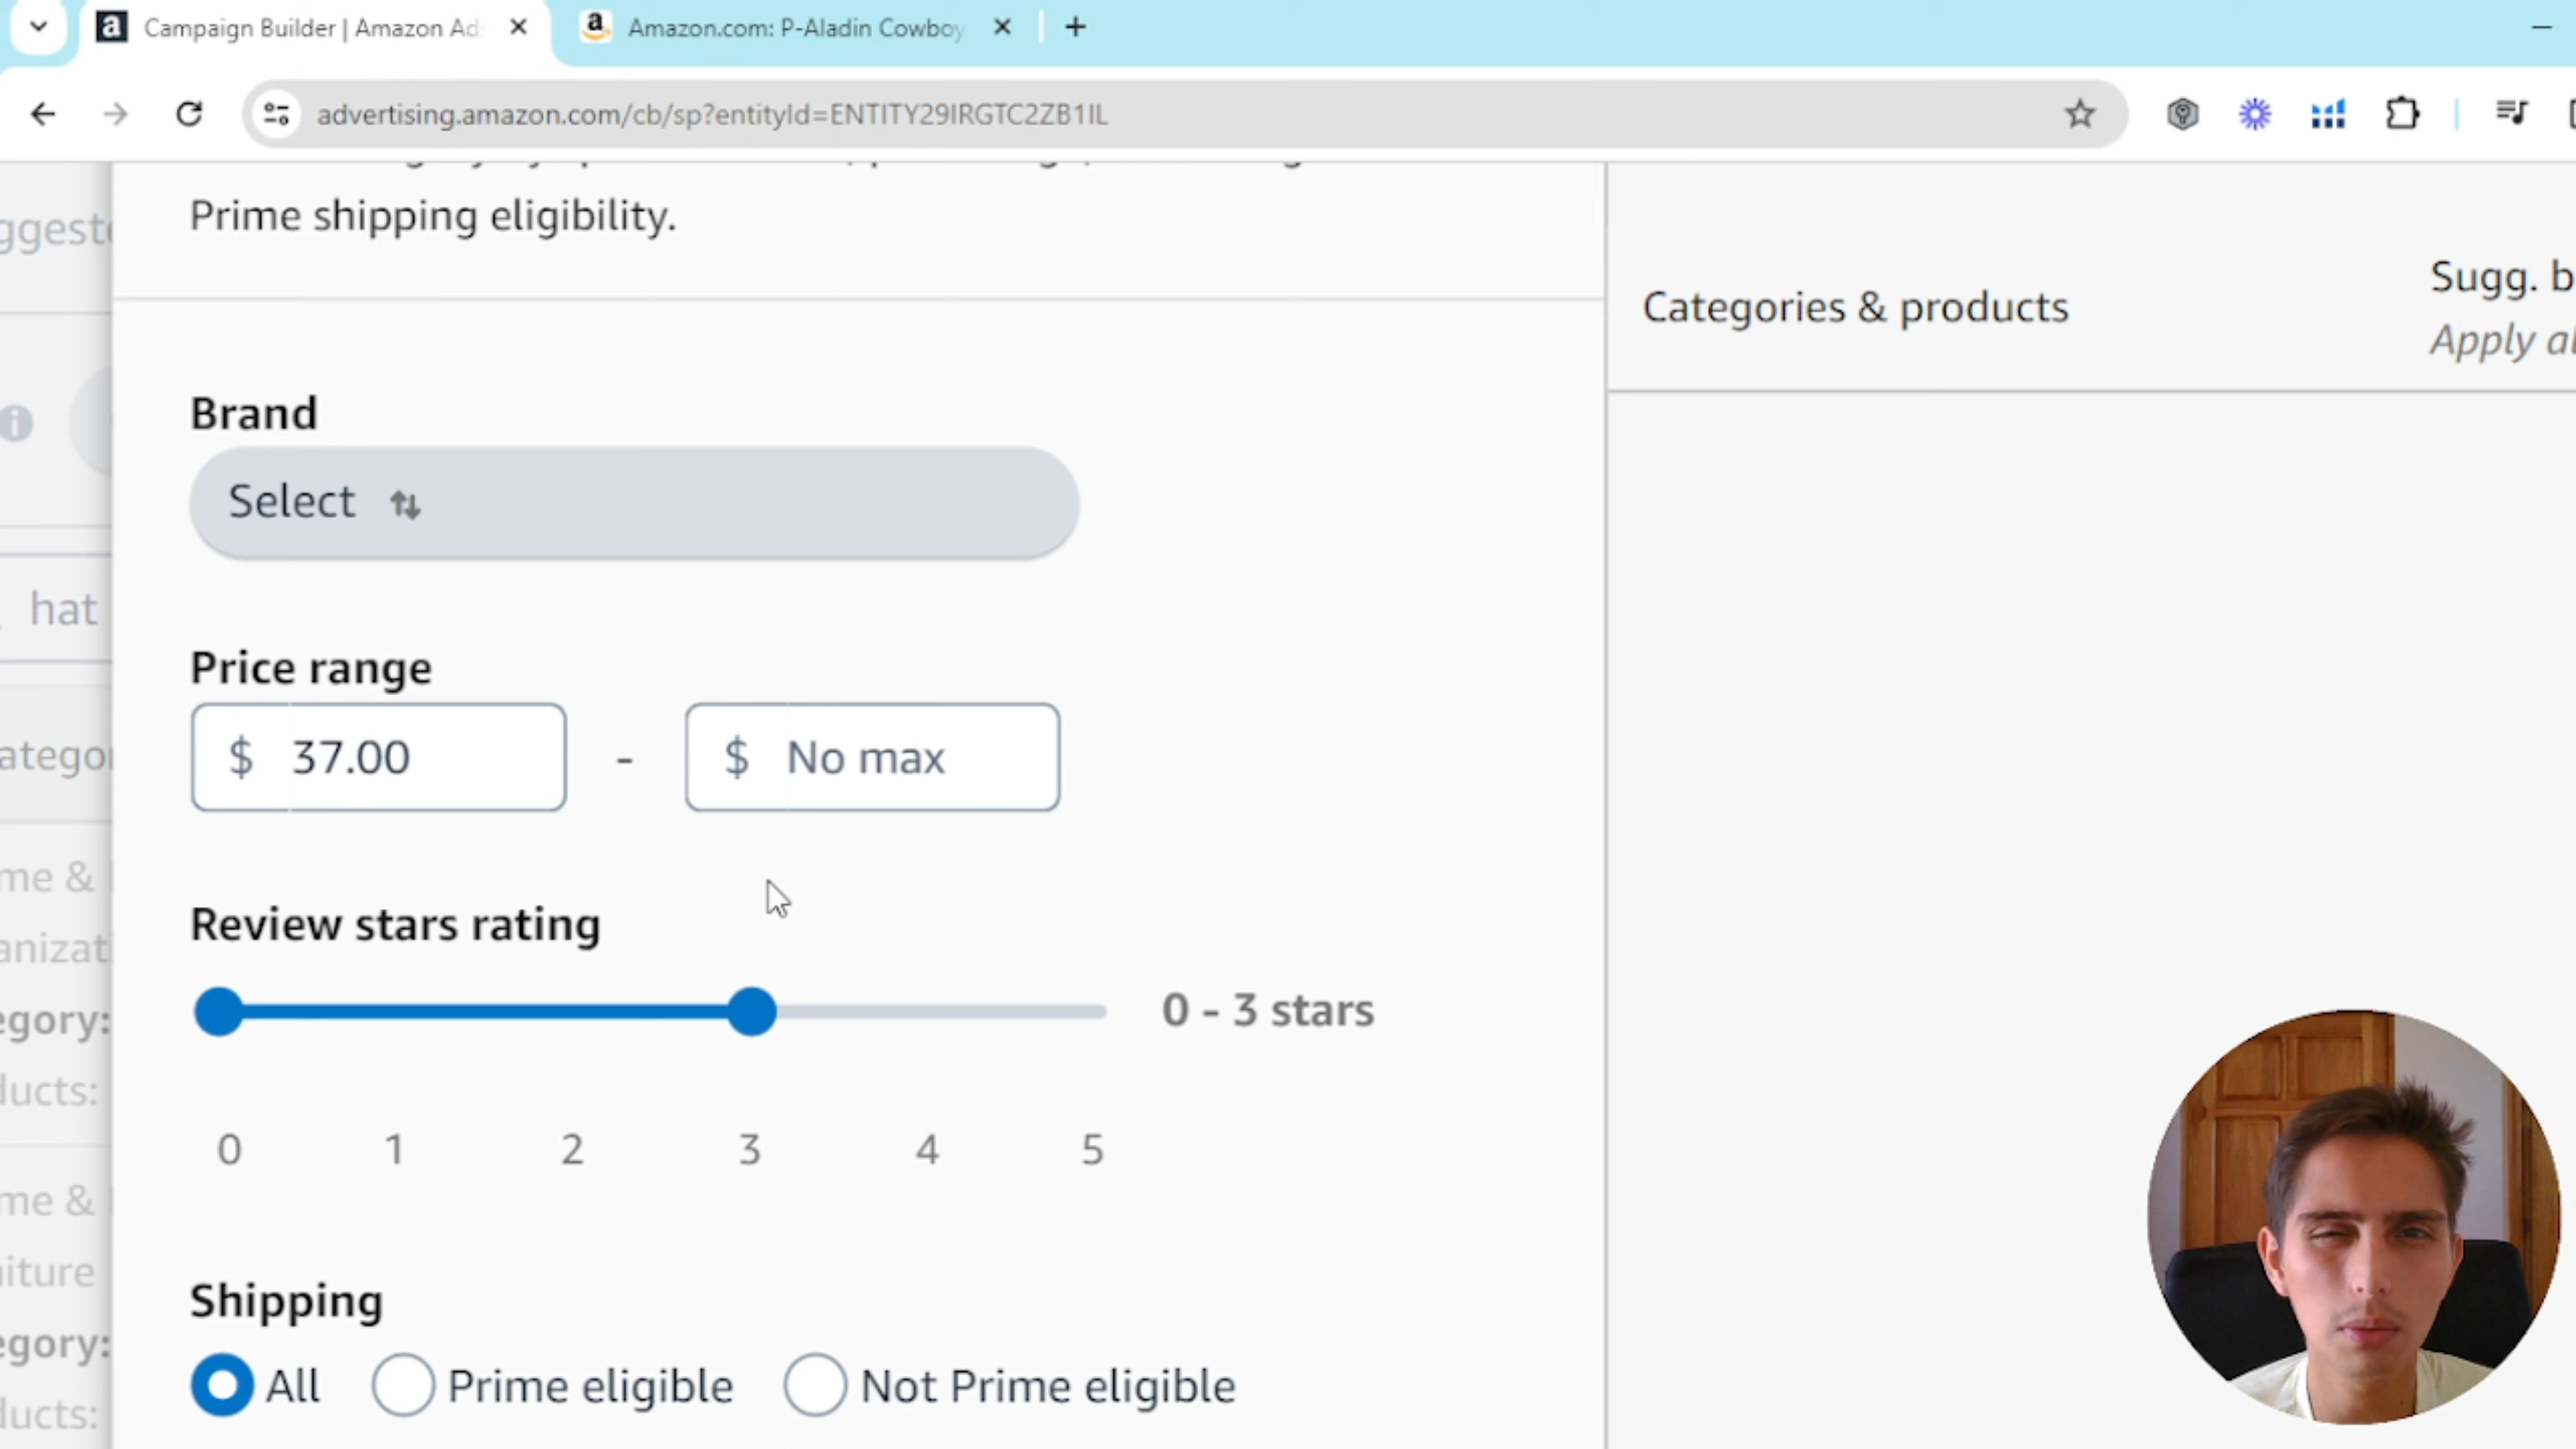 Campaign Builder | Amazon Ad
Amazon.com: P-Aladin Cowboy
advertising.amazon.com/cb/sp?entityId=ENTITY29IRGTC2ZB1IL
Prime shipping eligibility.
Categories & products
Sugg. b
Apply al
Brand
Select
hat
Price range
$ 37.00 - $ No max
Review stars rating
0 - 3 stars
0 1 2 3 4 5
Shipping
All Prime eligible Not Prime eligible